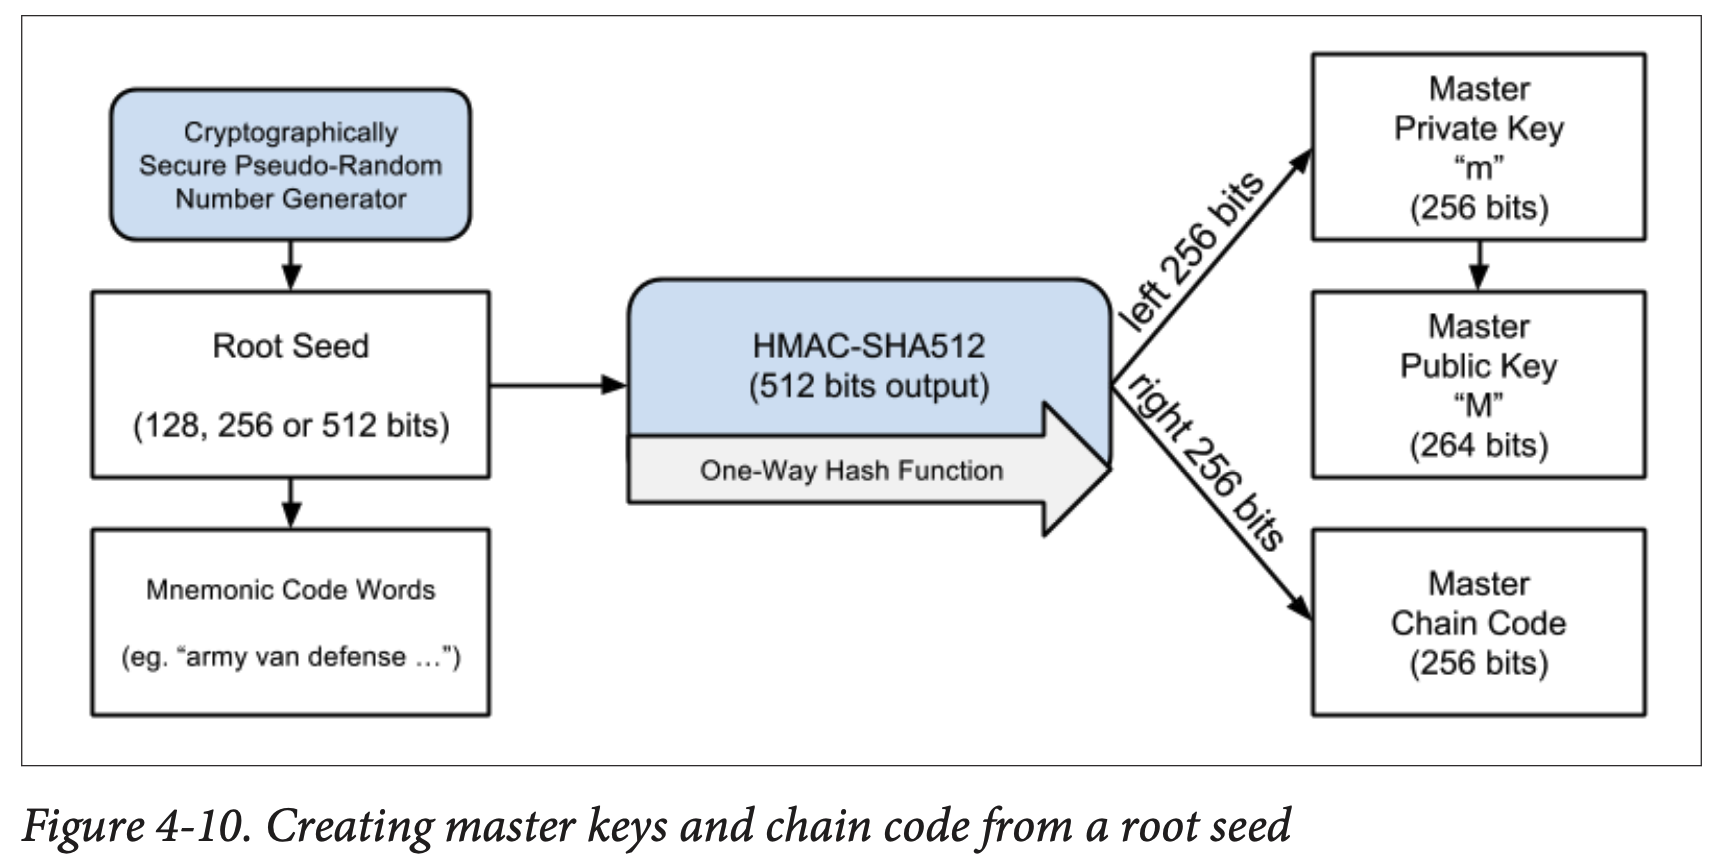 Cryptographically
Secure Pseudo-Random
Number Generator
Root Seed
(128, 256 or 512 bits)
Mnemonic Code Words
(eg. “army van defense ...”)
HMAC-SHA512
(512 bits output)
One-Way Hash Function
left 256 bits
right 256 bits
Master
Private Key
“m”
(256 bits)
Master
Public Key
“M”
(264 bits)
Master
Chain Code
(256 bits)
Figure 4-10. Creating master keys and chain code from a root seed